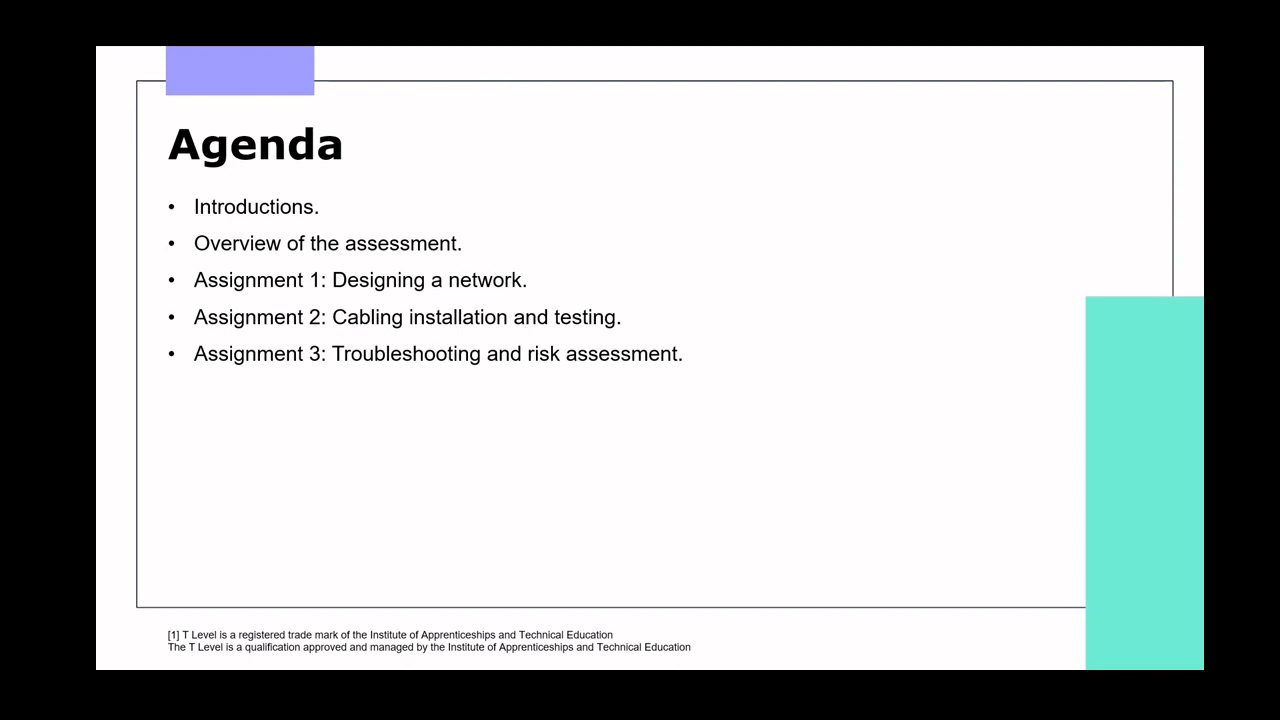 Agenda
• Introductions.
• Overview of the assessment.
• Assignment 1: Designing a network.
• Assignment 2: Cabling installation and testing.
• Assignment 3: Troubleshooting and risk assessment.
[1] T Level is a registered trade mark of the Institute of Apprenticeships and Technical Education
The T Level is a qualification approved and managed by the Institute of Apprenticeships and Technical Education